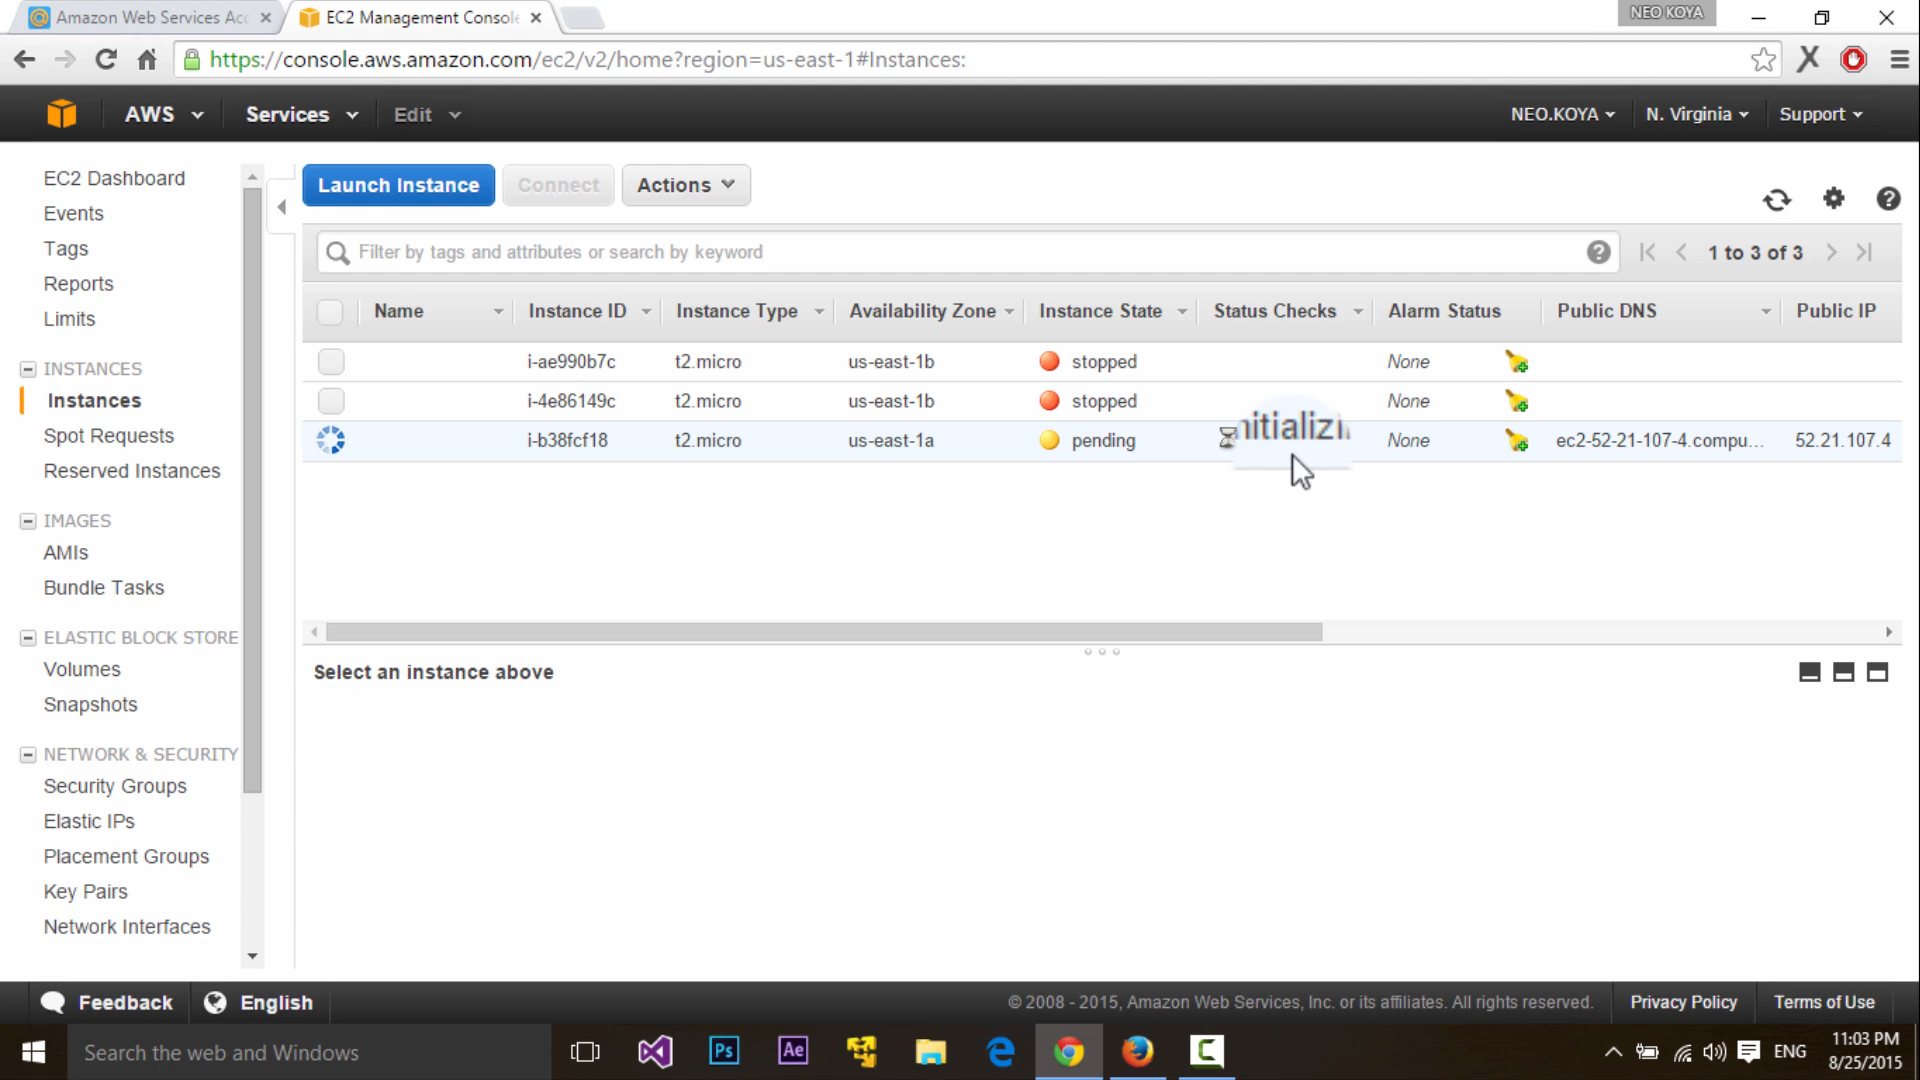 Amazon Web Services Acc
EC2 Management Console
NEO KOYA
https://console.aws.amazon.com/ec2/v2/home?region=us-east-1#Instances:
AWS Services Edit NEO.KOYA N. Virginia Support
EC2 Dashboard
Events
Tags
Reports
Limits
INSTANCES
Instances
Spot Requests
Reserved Instances
IMAGES
AMIs
Bundle Tasks
ELASTIC BLOCK STORE
Volumes
Snapshots
NETWORK & SECURITY
Security Groups
Elastic IPs
Placement Groups
Key Pairs
Network Interfaces
Launch Instance Connect Actions
Filter by tags and attributes or search by keyword
1 to 3 of 3
Name Instance ID Instance Type Availability Zone Instance State Status Checks Alarm Status Public DNS Public IP
i-ae990b7c t2.micro us-east-1b stopped None
i-4e86149c t2.micro us-east-1b stopped None
i-b38fcf18 t2.micro us-east-1a pending nitializi None ec2-52-21-107-4.compu... 52.21.107.4
Select an instance above
Feedback English © 2008 - 2015, Amazon Web Services, Inc. or its affiliates. All rights reserved. Privacy Policy Terms of Use
Search the web and Windows
Ps
Ae
ENG
11:03 PM
8/25/2015